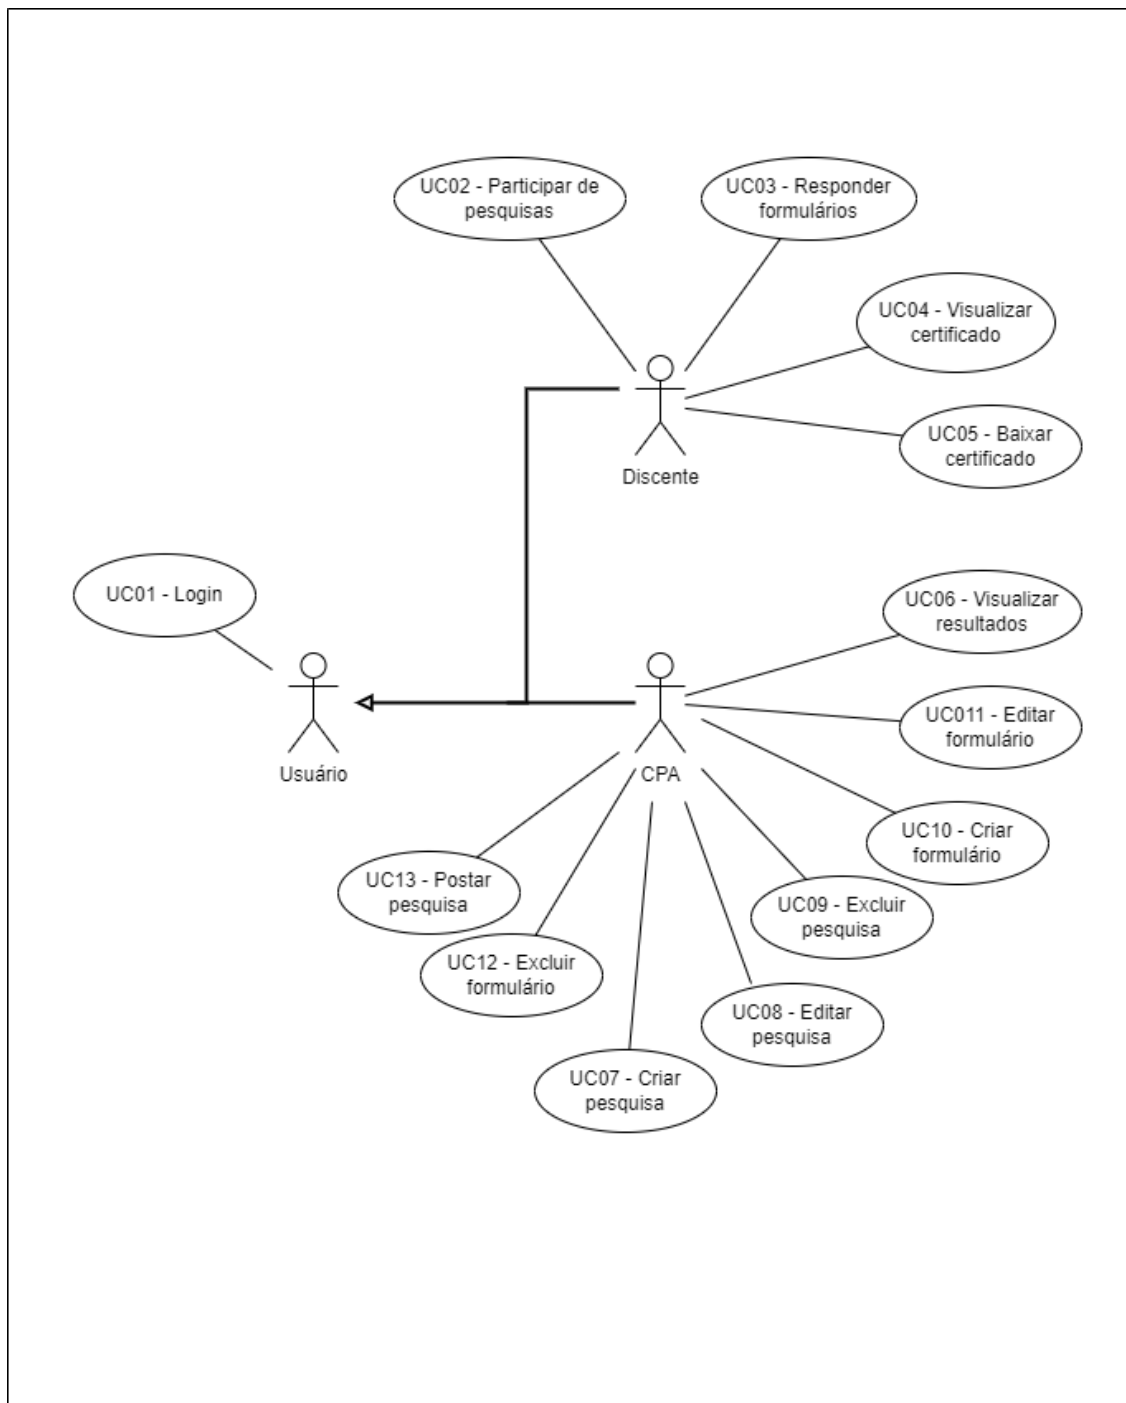 UC02 - Participar de
pesquisas
UC03 - Responder
formulários
UC04 - Visualizar
certificado
UC05 - Baixar
certificado
Discente
UC01 - Login
UC06 - Visualizar
resultados
UC011 - Editar
formulário
Usuário
CPA
UC10 - Criar
formulário
UC13 - Postar
pesquisa
UC09 - Excluir
pesquisa
UC12 - Excluir
formulário
UC08 - Editar
pesquisa
UC07 - Criar
pesquisa